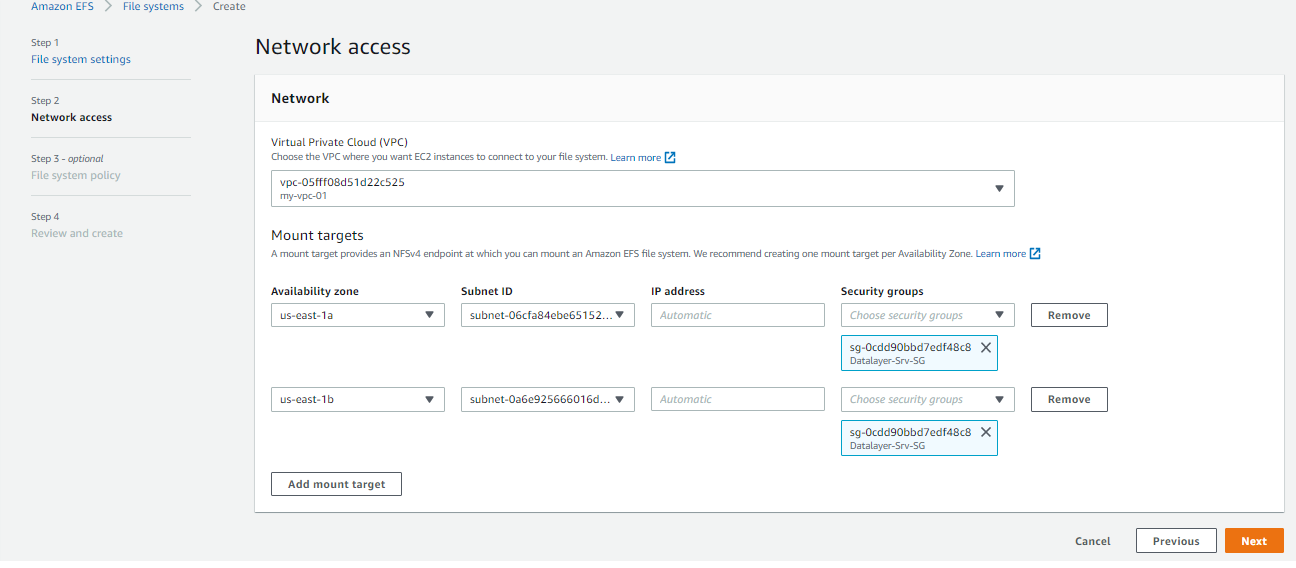 Amazon EFS > File systems > Create
Step 1
File system settings
Step 2
Network access
Step 3 - optional
File system policy
Step 4
Review and create
Network access
Network
Virtual Private Cloud (VPC)
Choose the VPC where you want EC2 instances to connect to your file system. Learn more
vpc-05fff08d51d22c525
my-vpc-01
Mount targets
A mount target provides an NFSv4 endpoint at which you can mount an Amazon EFS file system. We recommend creating one mount target per Availability Zone. Learn more
Availability zone Subnet ID IP address Security groups
us-east-1a subnet-06cfa84ebe65152... Automatic Choose security groups Remove
sg-0cdd90bbd7edf48c8
Datalayer-Srv-SG
us-east-1b subnet-0a6e925666016d... Automatic Choose security groups Remove
sg-0cdd90bbd7edf48c8
Datalayer-Srv-SG
Add mount target
Cancel Previous Next